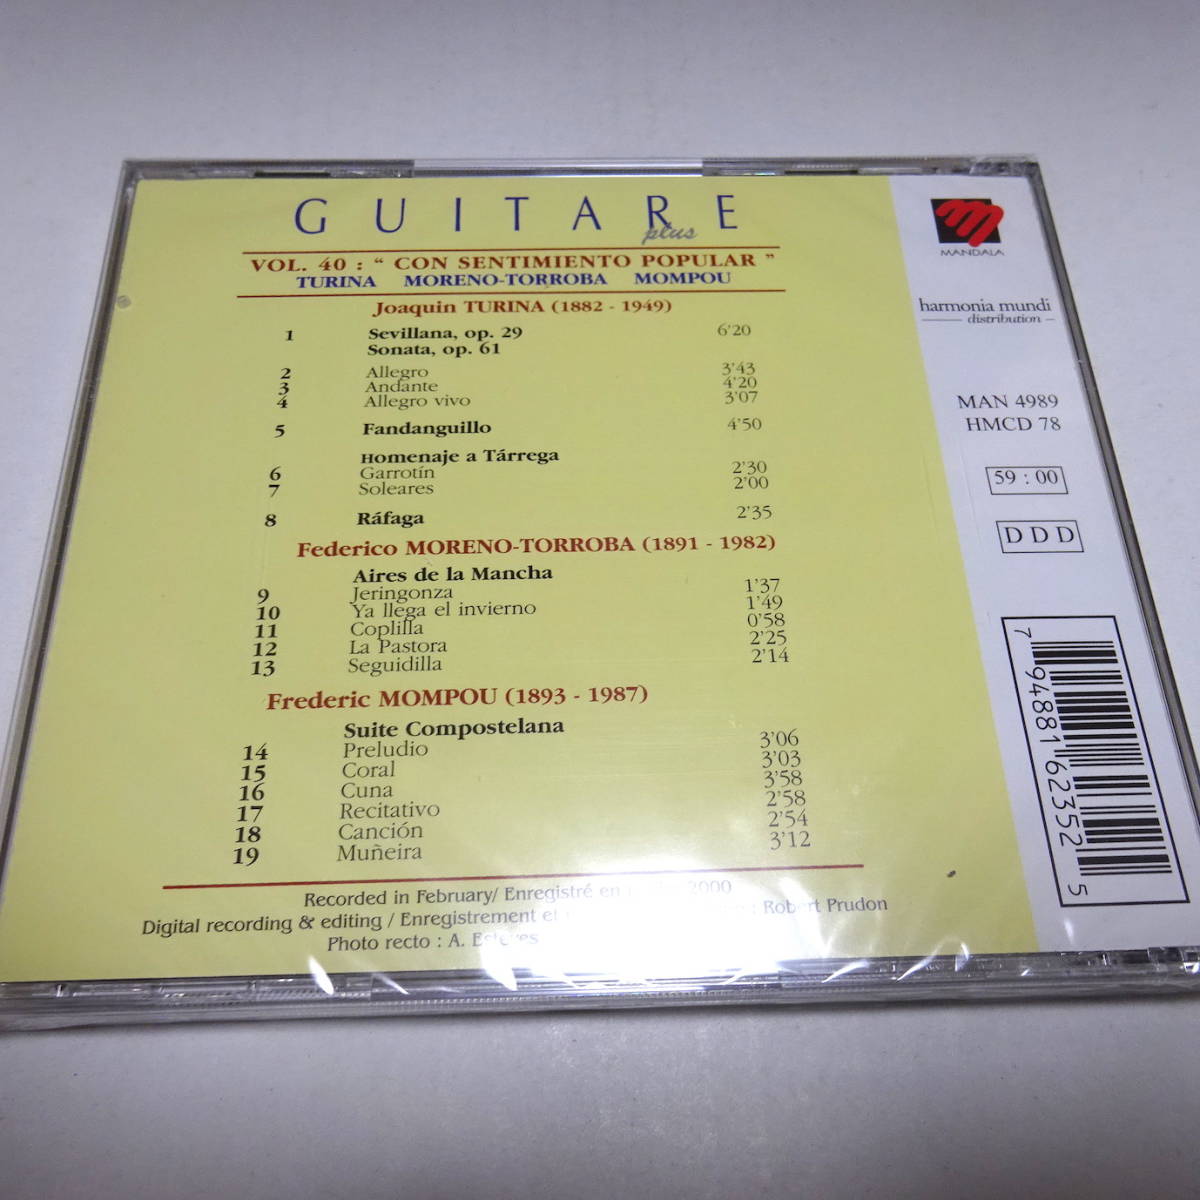 GUITARE
plus
VOL. 40 : “ CON SENTIMIENTO POPULAR ”
TURINA MORENO-TORROBA MOMPOU
Joaquin TURINA (1882 - 1949)
1 Sevillana, op. 29 6’20
Sonata, op. 61
2 Allegro 3’43
3 Andante 4’20
4 Allegro vivo 3’07
5 Fandanguillo 4’50
Homenaje a Tárrega
6 Garrotín 2’30
7 Soleares 2’00
8 Ráfaga 2’35
Federico MORENO-TORROBA (1891 - 1982)
Aires de la Mancha
9 Jeringonza 1’37
10 Ya llega el invierno 1’49
11 Coplilla 0’58
12 La Pastora 2’25
13 Seguidilla 2’14
Frederic MOMPOU (1893 - 1987)
Suite Compostelana
14 Preludio 3’06
15 Coral 3’03
16 Cuna 3’58
17 Recitativo 2’58
18 Canción 2’54
19 Muñeira 3’12
Recorded in February/ Enregistré en 2000
Digital recording & editing / Enregistrement et : Robert Prudon
Photo recto : A. Esteves
MANDALA
harmonia mundi
distribution
MAN 4989
HMCD 78
59 : 00
DDD
7 94881 62352 5